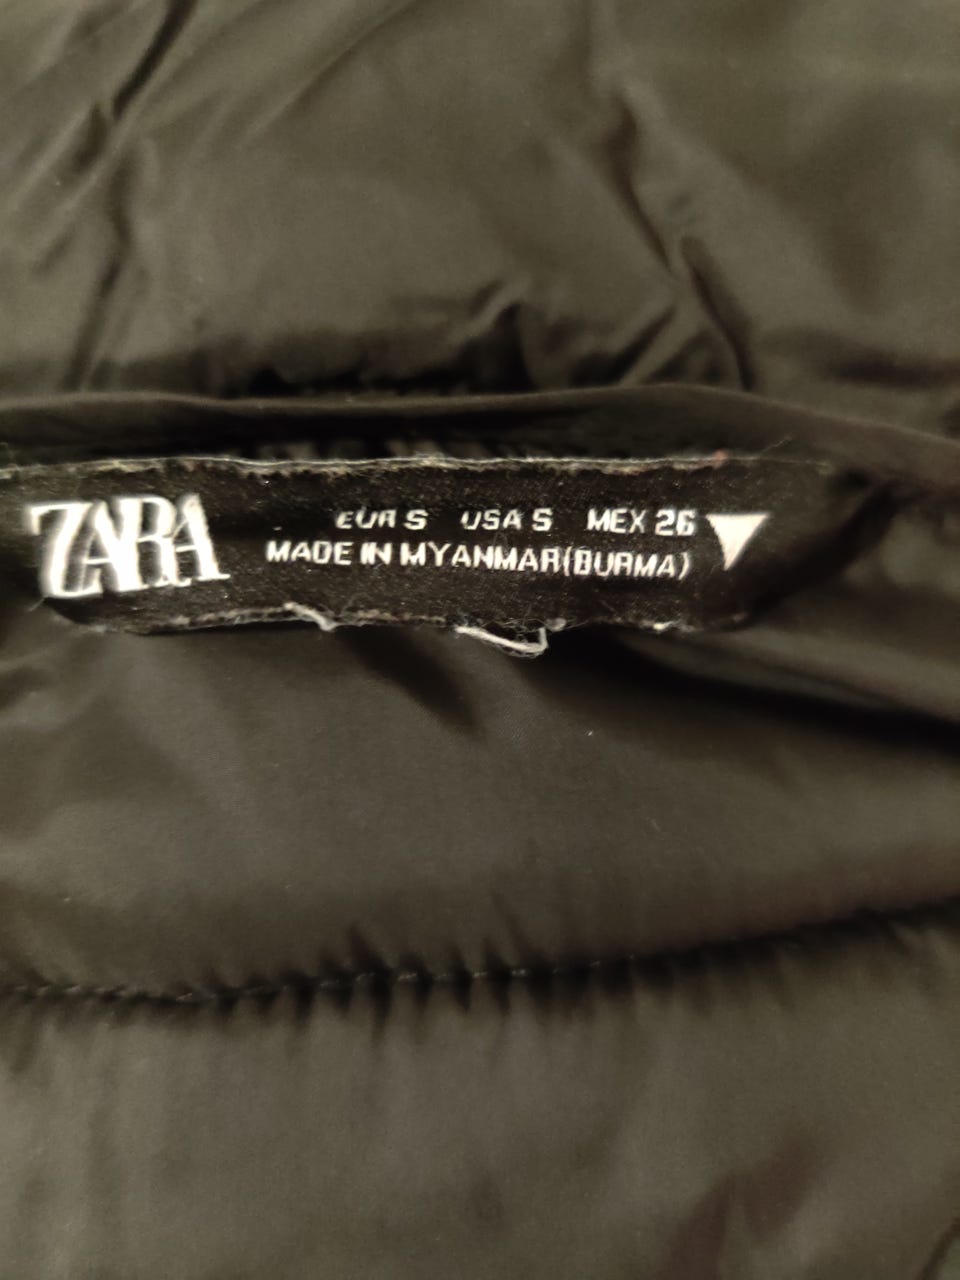 ZARA
EUR S USA S MEX 26
MADE IN MYANMAR(BURMA)